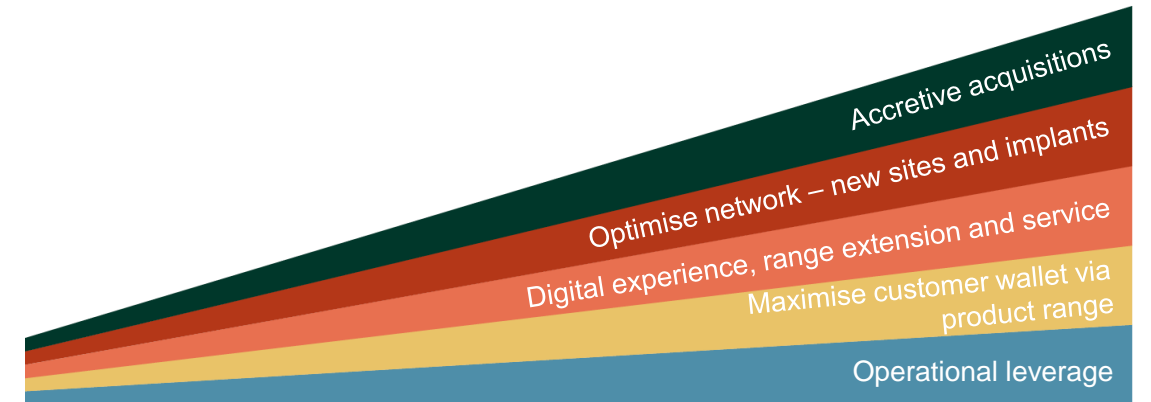 Accretive acquisitions
Optimise network – new sites and implants
Digital experience, range extension and service
Maximise customer wallet via
product range
Operational leverage